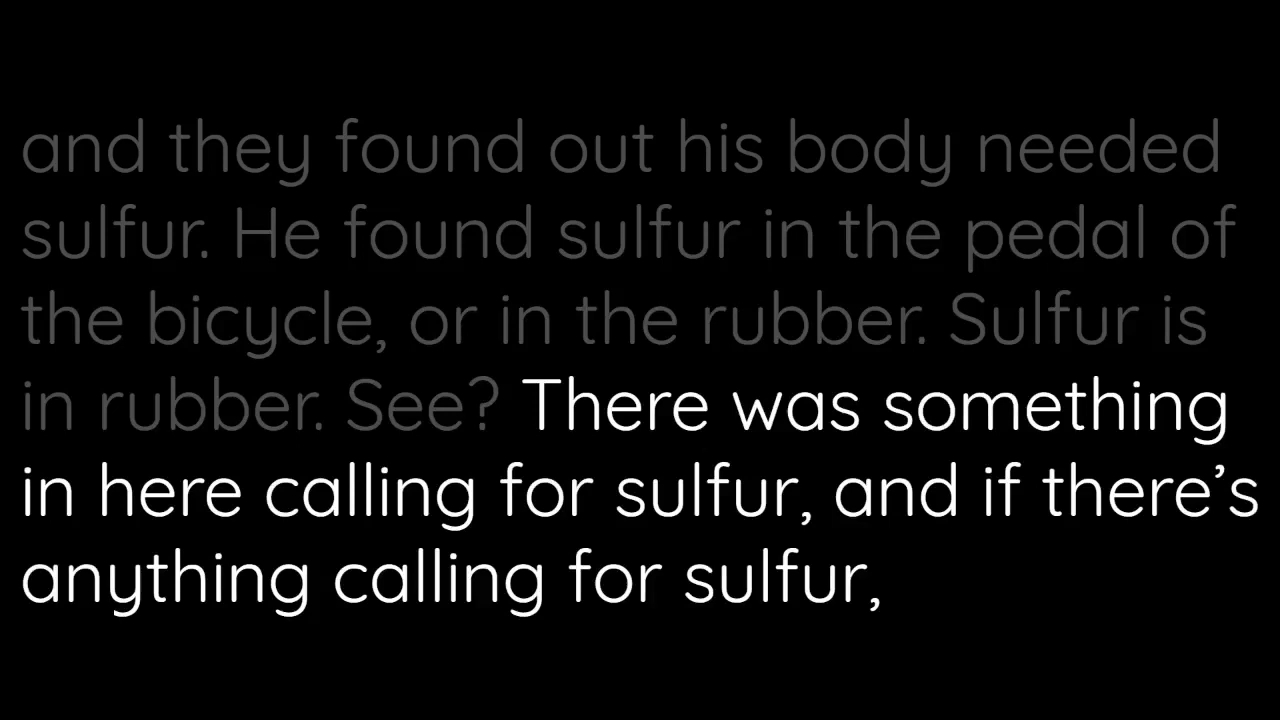 and they found out his body needed
sulfur. He found sulfur in the pedal of
the bicycle, or in the rubber. Sulfur is
in rubber. See? There was something
in here calling for sulfur, and if there’s
anything calling for sulfur,